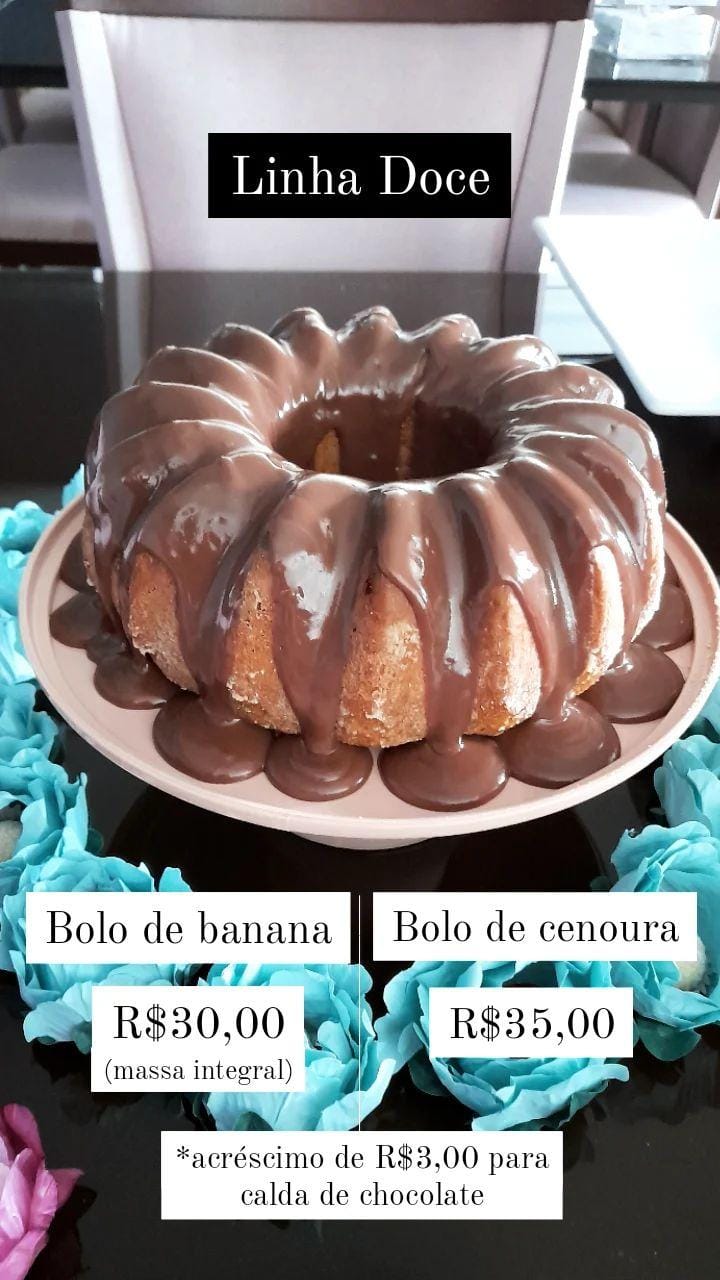 Linha Doce
Bolo de banana
R$30,00
(massa integral)
Bolo de cenoura
R$35,00
*acréscimo de R$3,00 para
calda de chocolate